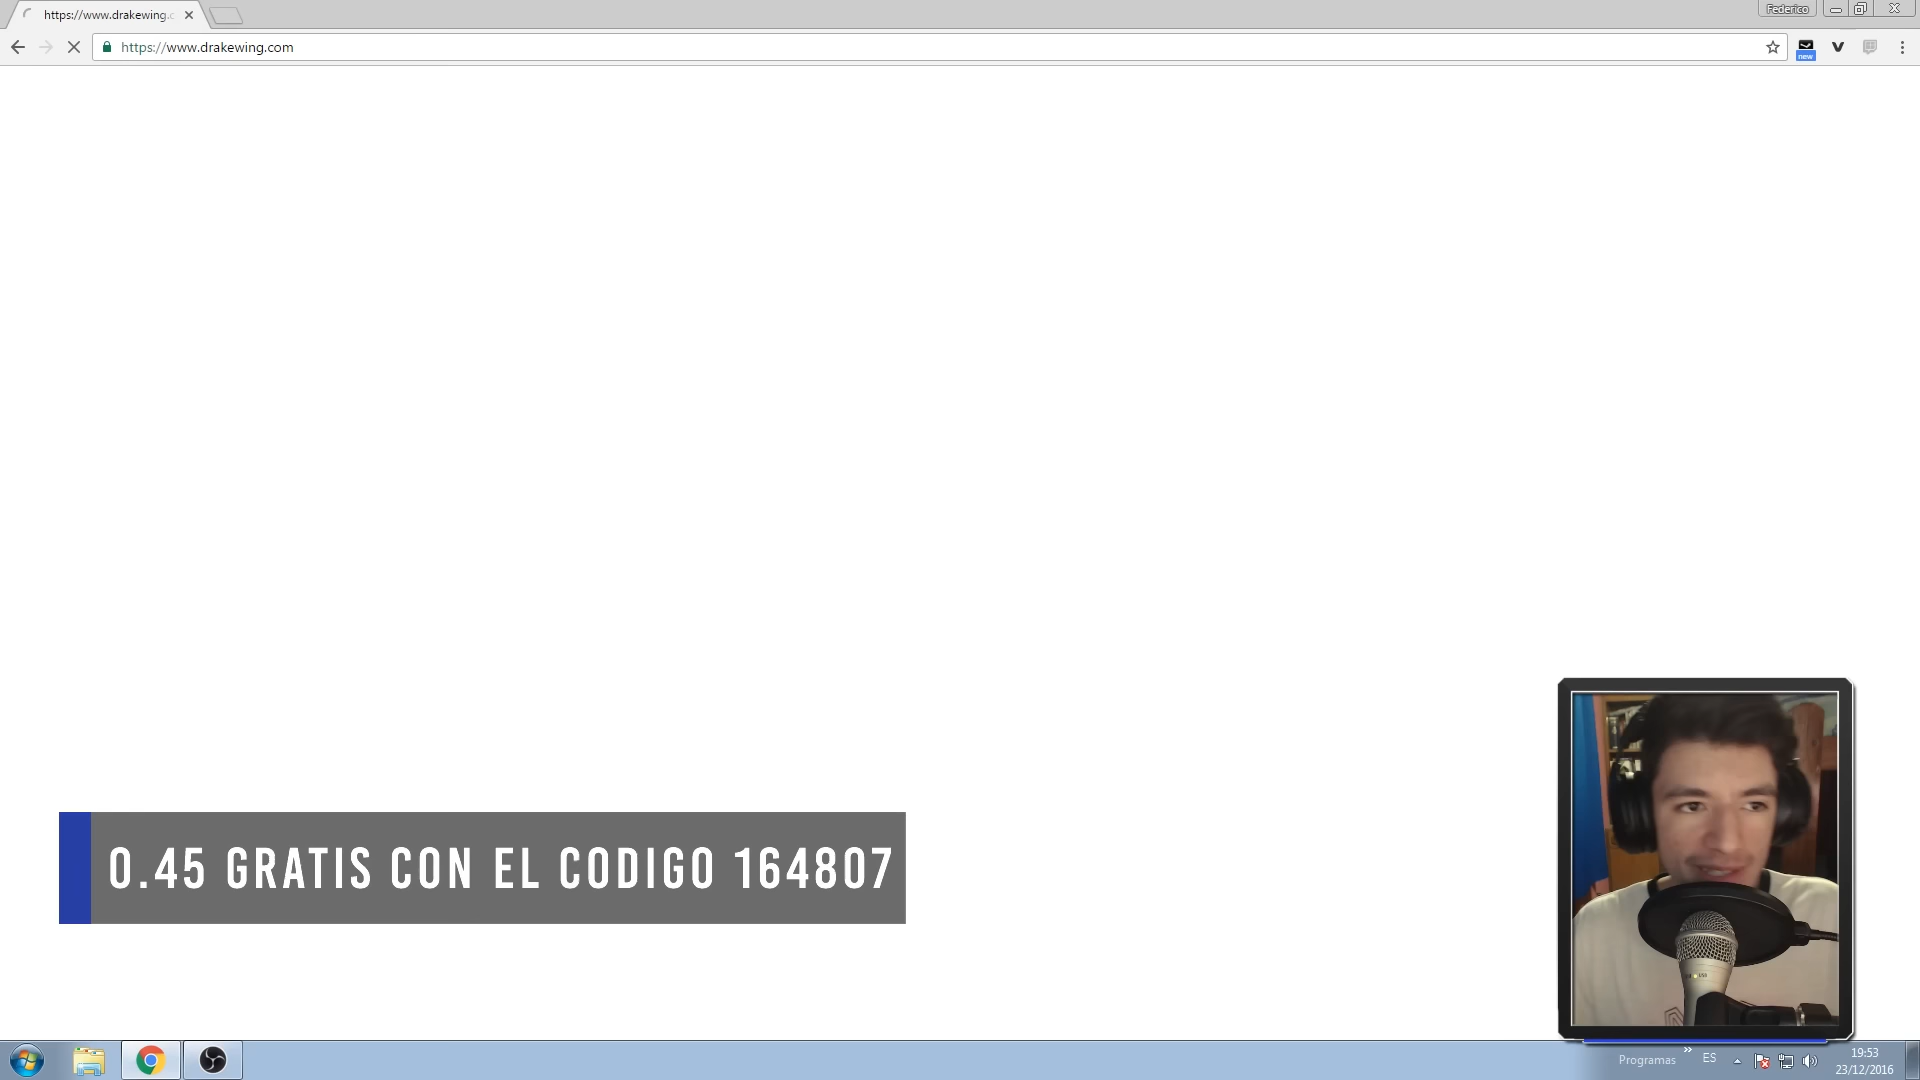 https://www.drakewing.c
Federico
https://www.drakewing.com
new
0.45 GRATIS CON EL CODIGO 164807
Programas
ES
19:53
23/12/2016